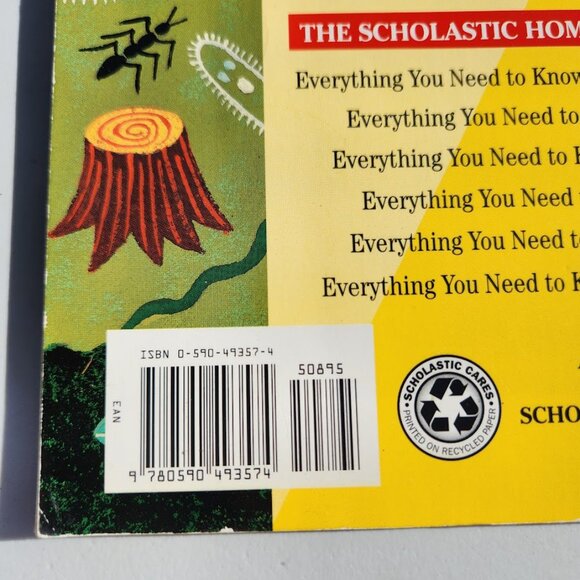 THE SCHOLASTIC HOM
Everything You Need to Know
Everything You Need to
Everything You Need to
Everything You Need
Everything You Need to
Everything You Need to K
ISBN 0-590-49357-4
50895
EAN
9 780590 493574
SCHOLASTIC CARES
PRINTED ON RECYCLED PAPER
SCHO